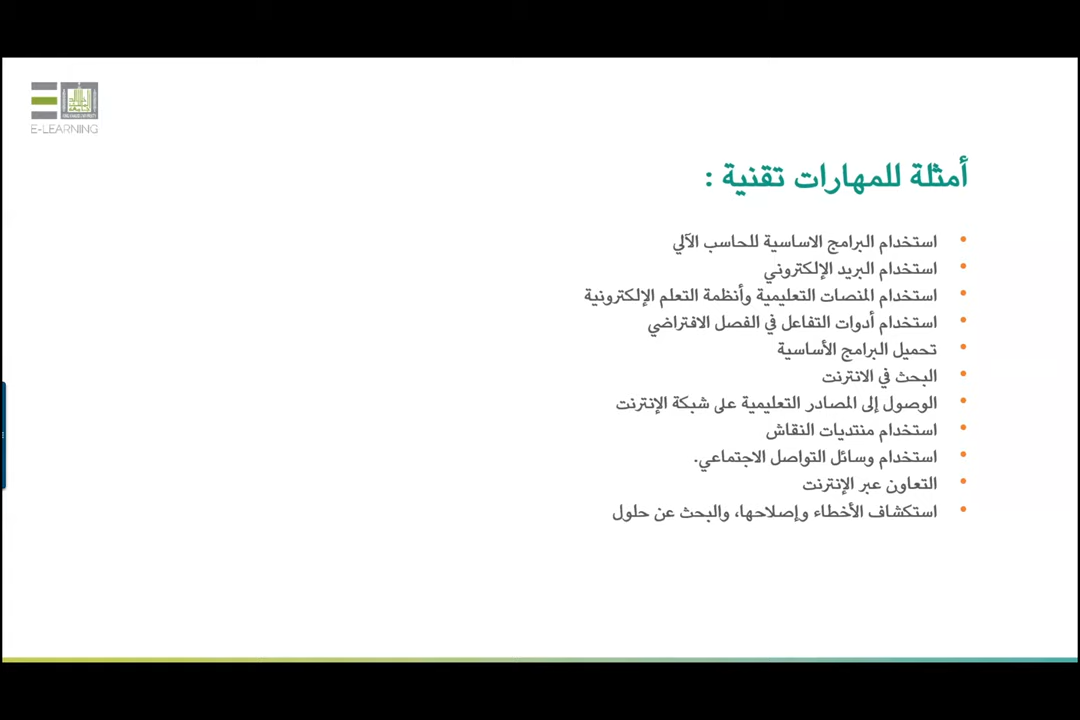 E-LEARNING
أمثلة للمهارات تقنية :
استخدام البرامج الاساسية للحاسب الآلي
استخدام البريد الإلكتروني
استخدام المنصات التعليمية وأنظمة التعلم الإلكترونية
استخدام أدوات التفاعل في الفصل الافتراضي
تحميل البرامج الأساسية
البحث في الانترنت
الوصول إلى المصادر التعليمية على شبكة الإنترنت
استخدام منتديات النقاش
استخدام وسائل التواصل الاجتماعي.
التعاون عبر الإنترنت
استكشاف الأخطاء وإصلاحها، والبحث عن حلول